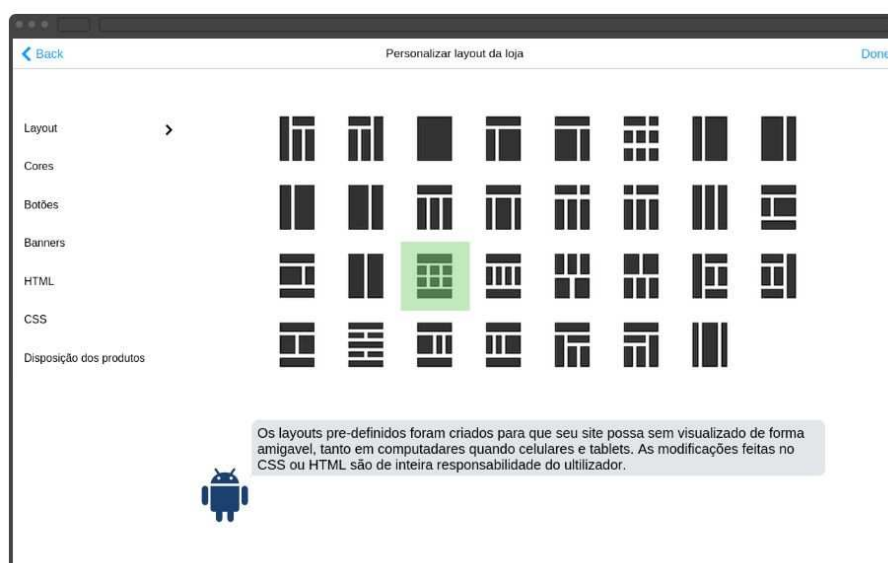 Back
Personalizar layout da loja
Done
Layout
Cores
Botões
Banners
HTML
CSS
Disposição dos produtos
Os layouts pre-definidos foram criados para que seu site possa sem visualizado de forma
amigavel, tanto em computadares quando celulares e tablets. As modificações feitas no
CSS ou HTML são de inteira responsabilidade do ultilizador.